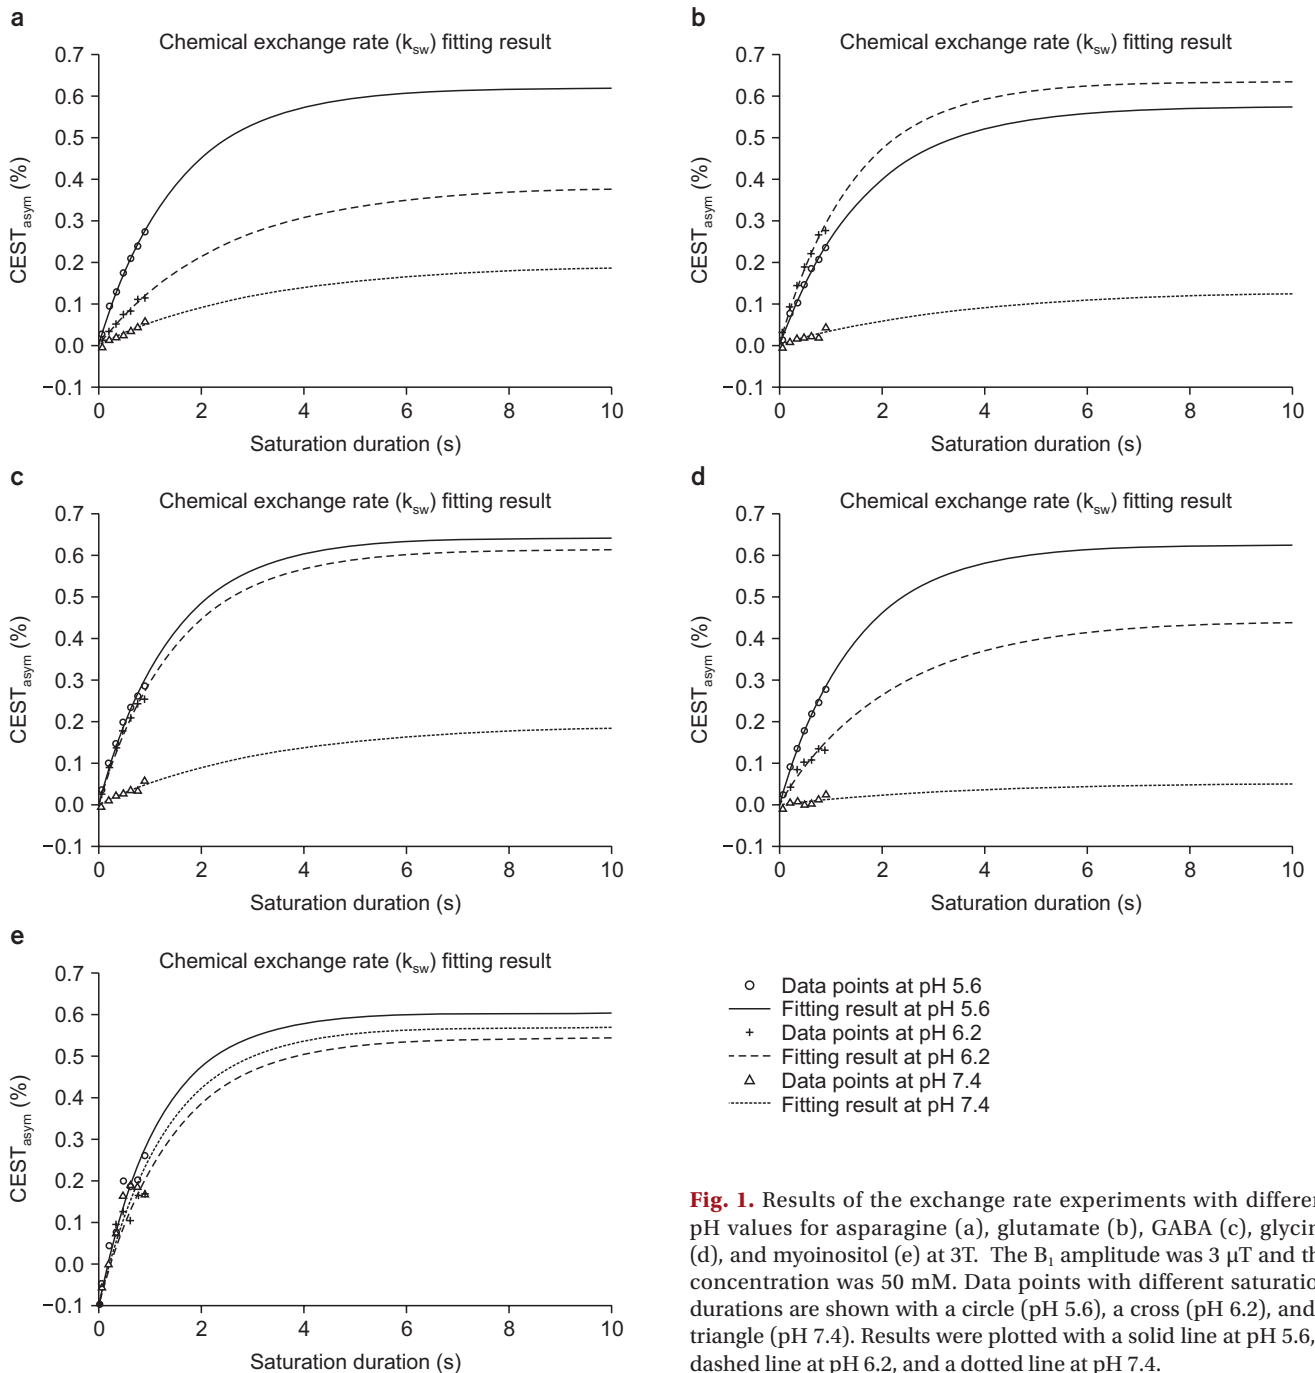 a
Chemical exchange rate (ksw) fitting result
0.7
0.6
0.5
0.4
0.3
0.2
0.1
0.0
−0.1
CESTasym (%)
0 2 4 6 8 10
Saturation duration (s)
b
Chemical exchange rate (ksw) fitting result
0.7
0.6
0.5
0.4
0.3
0.2
0.1
0.0
−0.1
CESTasym (%)
0 2 4 6 8 10
Saturation duration (s)
c
Chemical exchange rate (ksw) fitting result
0.7
0.6
0.5
0.4
0.3
0.2
0.1
0.0
−0.1
CESTasym (%)
0 2 4 6 8 10
Saturation duration (s)
d
Chemical exchange rate (ksw) fitting result
0.7
0.6
0.5
0.4
0.3
0.2
0.1
0.0
−0.1
CESTasym (%)
0 2 4 6 8 10
Saturation duration (s)
e
Chemical exchange rate (ksw) fitting result
0.7
0.6
0.5
0.4
0.3
0.2
0.1
0.0
−0.1
CESTasym (%)
0 2 4 6 8 10
Saturation duration (s)
Data points at pH 5.6
Fitting result at pH 5.6
Data points at pH 6.2
Fitting result at pH 6.2
Data points at pH 7.4
Fitting result at pH 7.4
Fig. 1. Results of the exchange rate experiments with differen
pH values for asparagine (a), glutamate (b), GABA (c), glycin
(d), and myoinositol (e) at 3T. The B1 amplitude was 3 μT and th
concentration was 50 mM. Data points with different saturatio
durations are shown with a circle (pH 5.6), a cross (pH 6.2), and
triangle (pH 7.4). Results were plotted with a solid line at pH 5.6,
dashed line at pH 6.2, and a dotted line at pH 7.4.